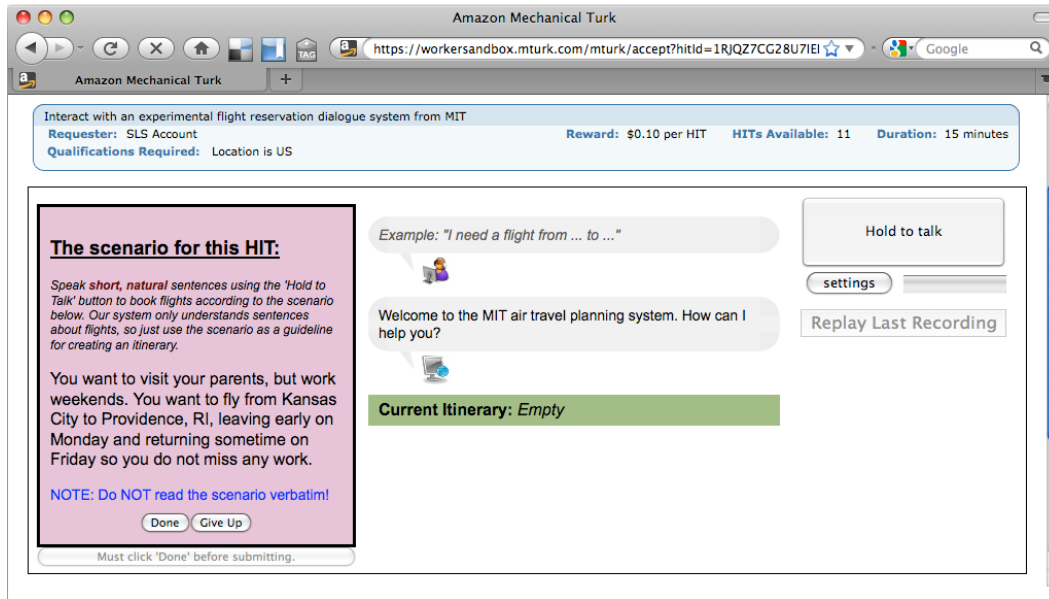 Amazon Mechanical Turk
TAG
https://workersandbox.mturk.com/mturk/accept?hitId=1RJQZ7CG28U7IEI
Google
Amazon Mechanical Turk
Interact with an experimental flight reservation dialogue system from MIT
Requester: SLS Account Reward: $0.10 per HIT HITs Available: 11 Duration: 15 minutes
Qualifications Required: Location is US
The scenario for this HIT:
Speak short, natural sentences using the 'Hold to
Talk' button to book flights according to the scenario
below. Our system only understands sentences
about flights, so just use the scenario as a guideline
for creating an itinerary.
You want to visit your parents, but work
weekends. You want to fly from Kansas
City to Providence, RI, leaving early on
Monday and returning sometime on
Friday so you do not miss any work.
NOTE: Do NOT read the scenario verbatim!
Done Give Up
Must click 'Done' before submitting.
Example: "I need a flight from ... to ..."
Welcome to the MIT air travel planning system. How can I
help you?
Current Itinerary: Empty
Hold to talk
settings
Replay Last Recording